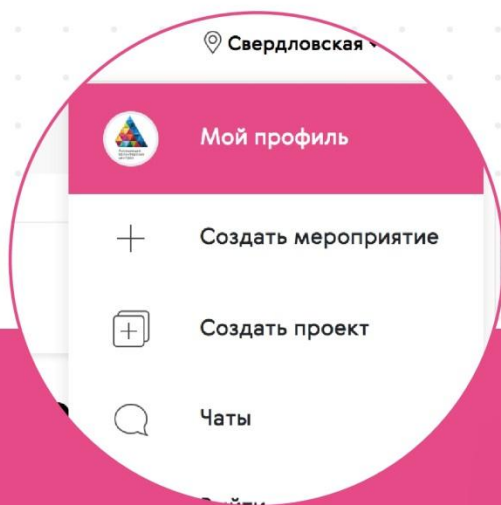 Свердловская
Мой профиль
Создать мероприятие
Создать проект
Чаты